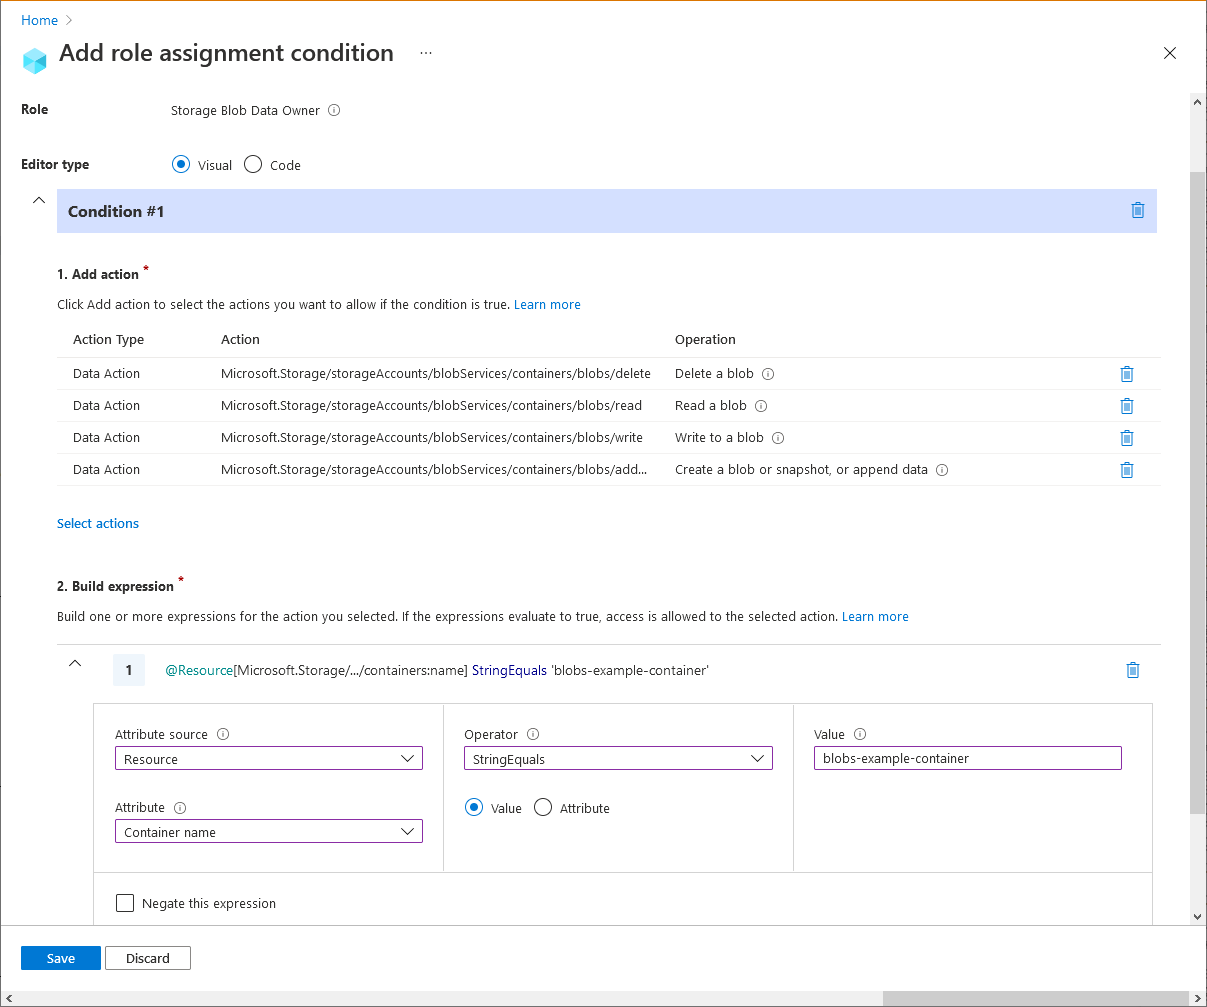 Home
Add role assignment condition ...
Role Storage Blob Data Owner
Editor type Visual Code
Condition #1
1. Add action *
Click Add action to select the actions you want to allow if the condition is true. Learn more
Action Type Action Operation
Data Action Microsoft.Storage/storageAccounts/blobServices/containers/blobs/delete Delete a blob
Data Action Microsoft.Storage/storageAccounts/blobServices/containers/blobs/read Read a blob
Data Action Microsoft.Storage/storageAccounts/blobServices/containers/blobs/write Write to a blob
Data Action Microsoft.Storage/storageAccounts/blobServices/containers/blobs/add... Create a blob or snapshot, or append data
Select actions
2. Build expression *
Build one or more expressions for the action you selected. If the expressions evaluate to true, access is allowed to the selected action. Learn more
1 @Resource[Microsoft.Storage/.../containers:name] StringEquals 'blobs-example-container'
Attribute source Operator Value
Resource StringEquals blobs-example-container
Attribute Value Attribute
Container name
Negate this expression
Save Discard